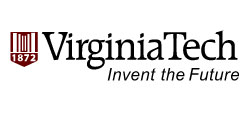 VirginiaTech
1872
Invent the Future